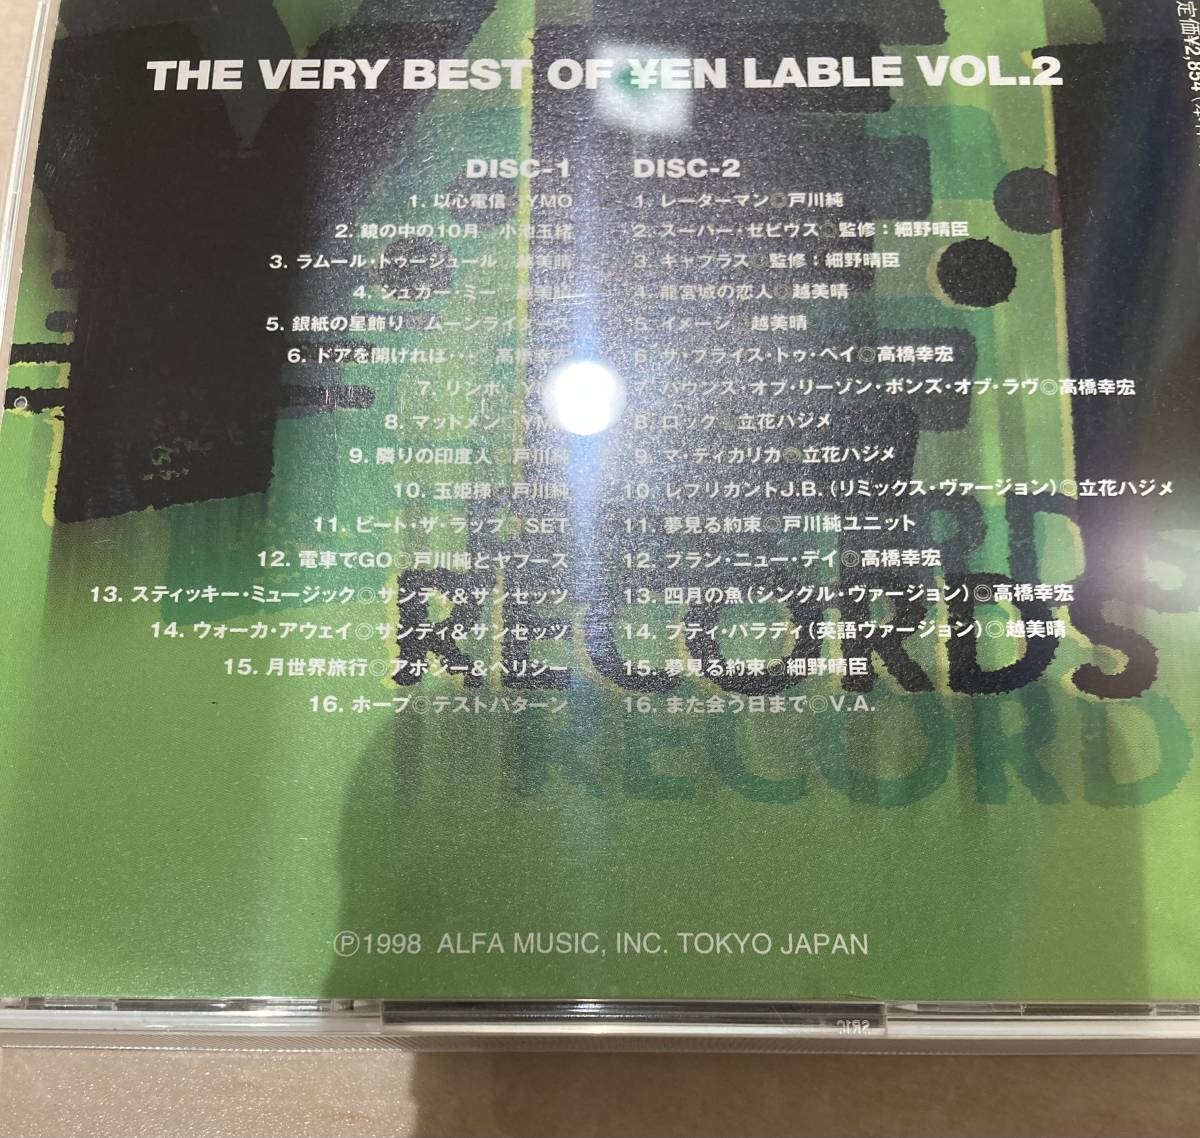 THE VERY BEST OF ¥EN LABLE VOL.2
DISC-1
1. 以心電信◎YMO
2. 鏡の中の10月◎小池玉緒
3. ラムール・トゥージュール◎越美晴
4. シュガー・ミー◎越美晴
5. 銀紙の星飾り◎ムーンライダーズ
6. ドアを開ければ…◎高橋幸宏
7. リンボ◎YMO
8. マットメン◎YMO
9. 隣りの印度人◎戸川純
10. 玉姫様◎戸川純
11. ビート・ザ・ラップ◎SET
12. 電車でGO◎戸川純とヤプーズ
13. スティッキー・ミュージック◎サンディ&サンセッツ
14. ウォーカ・アウェイ◎サンディ&サンセッツ
15. 月世界旅行◎アポジー&ペリジー
16. ホープ◎テストパターン
DISC-2
1. レーダーマン◎戸川純
2. スーパー・ゼビウス◎監修：細野晴臣
3. ギャプラス◎監修：細野晴臣
4. 龍宮城の恋人◎越美晴
5. イメージ◎越美晴
6. ザ・プライス・トゥ・ペイ◎高橋幸宏
7. バウンズ・オブ・リーゾン・ボンズ・オブ・ラヴ◎高橋幸宏
8. ロック◎立花ハジメ
9. マ・ティカリカ◎立花ハジメ
10. レプリカントJ.B.（リミックス・ヴァージョン）◎立花ハジメ
11. 夢見る約束◎戸川純ユニット
12. ブラン・ニュー・デイ◎高橋幸宏
13. 四月の魚（シングル・ヴァージョン）◎高橋幸宏
14. プティ・パラディ（英語ヴァージョン）◎越美晴
15. 夢見る約束◎細野晴臣
16. また会う日まで◎V.A.
RDS
RECORDS
RECORD
Ⓟ1998 ALFA MUSIC, INC. TOKYO JAPAN
定価¥2,854